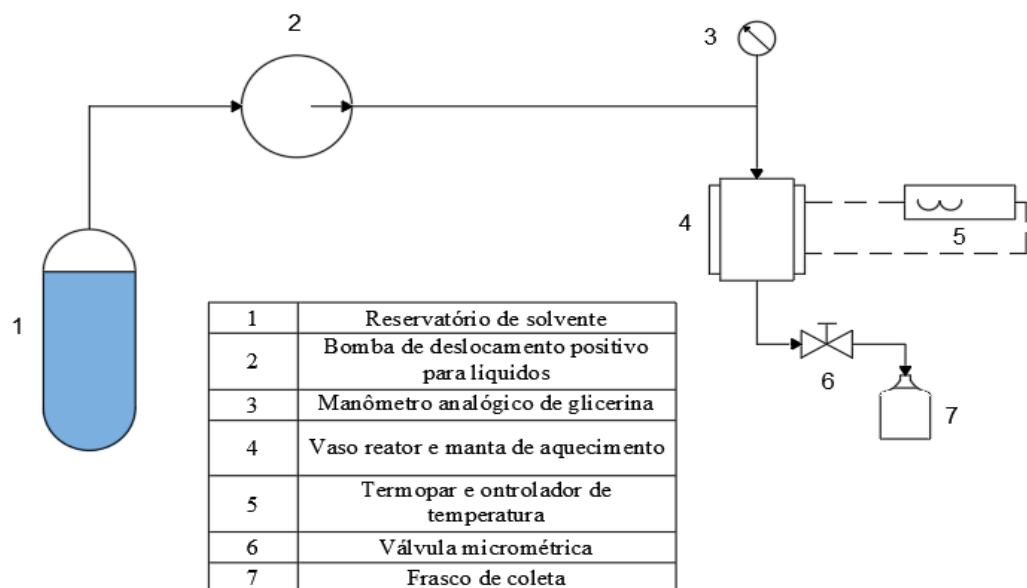 2
3
4
5
1
6
7
1 Reservatório de solvente
2 Bomba de deslocamento positivo
para líquidos
3 Manômetro analógico de glicerina
4 Vaso reator e manta de aquecimento
5 Termopar e ontrolador de
temperatura
6 Válvula micrométrica
7 Frasco de coleta